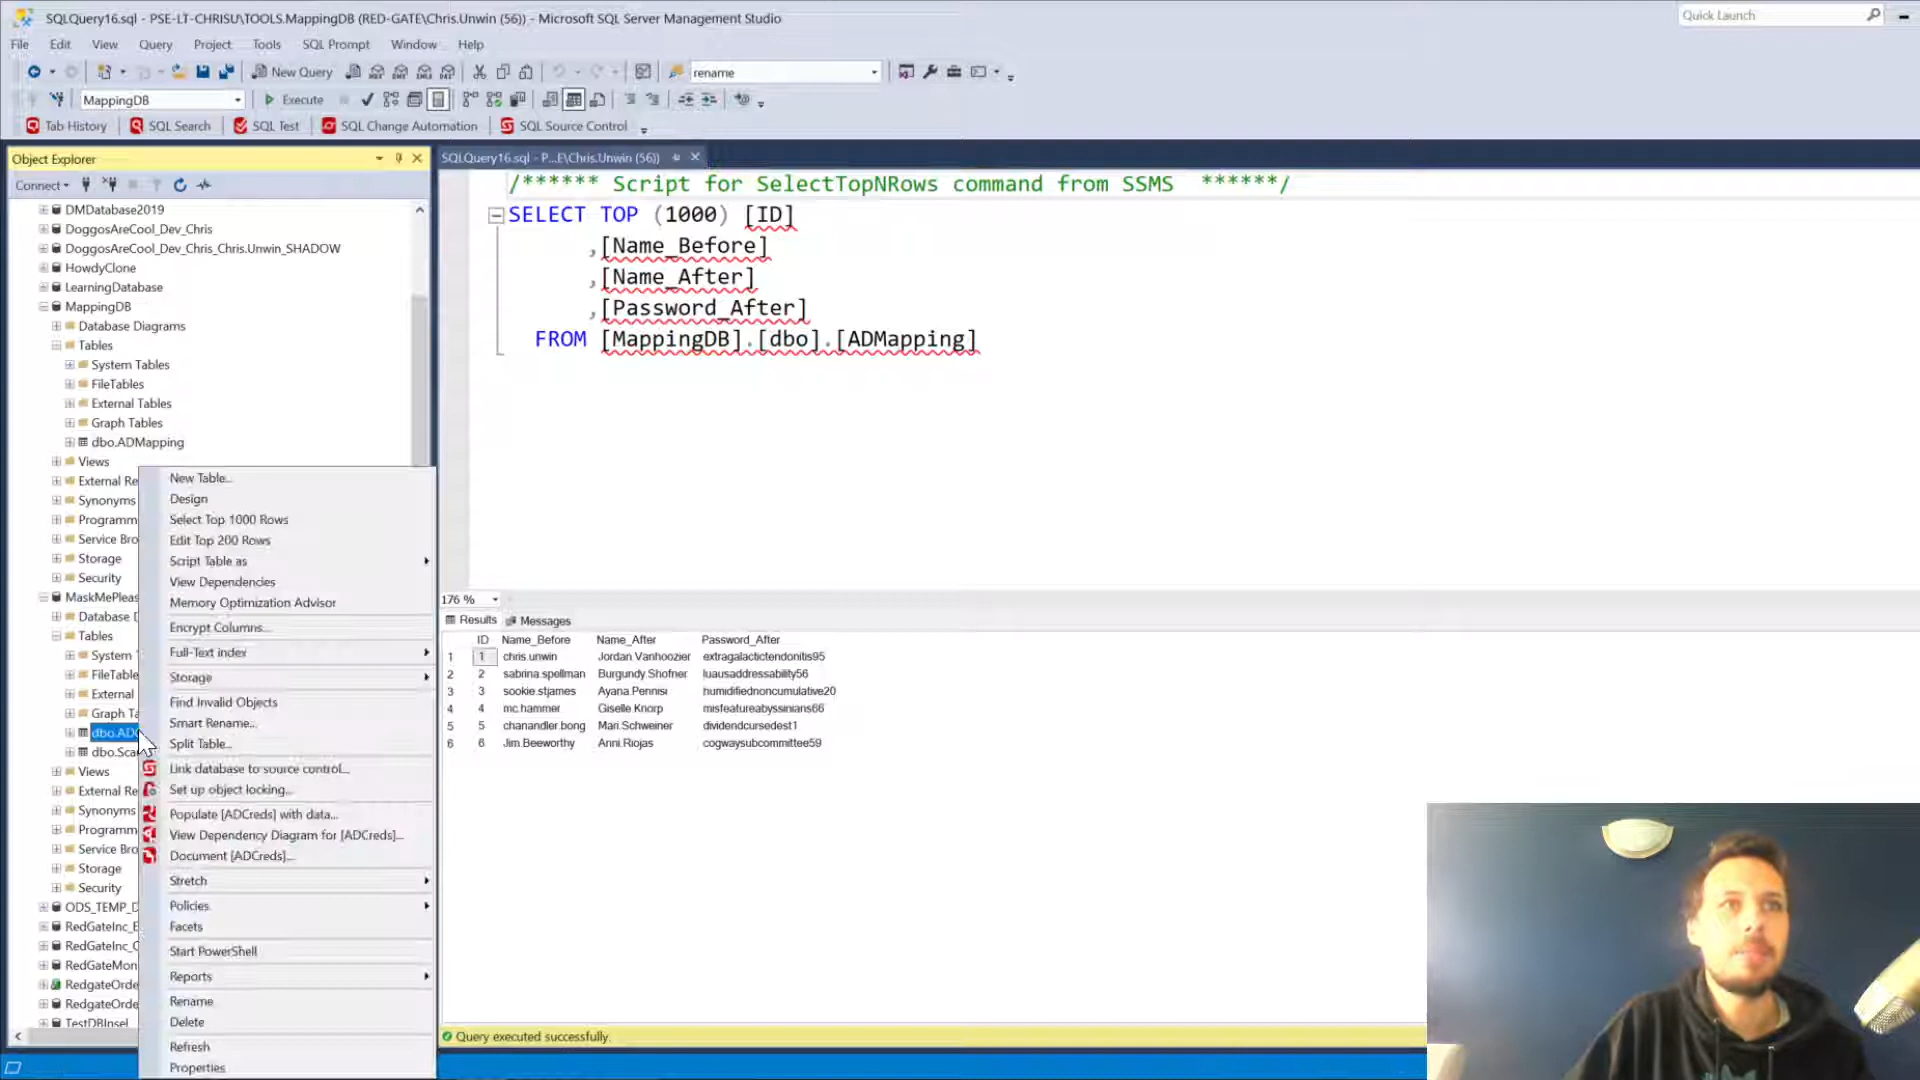 SQLQuery16.sql - PSE-LT-CHRISU\TOOLS.MappingDB (RED-GATE\Chris.Unwin (56)) - Microsoft SQL Server Management Studio
Quick Launch
File Edit View Query Project Tools SQL Prompt Window Help
New Query
rename
MappingDB
Execute
Tab History SQL Search SQL Test SQL Change Automation SQL Source Control
Object Explorer
Connect
DMDatabase2019
DoggosAreCool_Dev_Chris
DoggosAreCool_Dev_Chris_Chris.Unwin_SHADOW
HowdyClone
LearningDatabase
MappingDB
Database Diagrams
Tables
System Tables
FileTables
External Tables
Graph Tables
dbo.ADMapping
Views
External Re
Synonyms
Programm
Service Bro
Storage
Security
MaskMePleas
Database D
Tables
System
FileTable
External
Graph Ta
dbo.ADC
dbo.Sca
Views
External Re
Synonyms
Programm
Service Bro
Storage
Security
ODS_TEMP_D
RedGateInc_E
RedGateInc_C
RedGateMon
RedgateOrde
RedgateOrde
TestDBInsel
New Table...
Design
Select Top 1000 Rows
Edit Top 200 Rows
Script Table as
View Dependencies
Memory Optimization Advisor
Encrypt Columns...
Full-Text index
Storage
Find Invalid Objects
Smart Rename...
Split Table...
Link database to source control...
Set up object locking...
Populate [ADCreds] with data...
View Dependency Diagram for [ADCreds]...
Document [ADCreds]...
Stretch
Policies
Facets
Start PowerShell
Reports
Rename
Delete
Refresh
Properties
SQLQuery16.sql - P...E\Chris.Unwin (56))
/****** Script for SelectTopNRows command from SSMS ******/
SELECT TOP (1000) [ID]
,[Name_Before]
,[Name_After]
,[Password_After]
FROM [MappingDB].[dbo].[ADMapping]
176 %
Results Messages
ID Name_Before Name_After Password_After
1 1 chris.unwin Jordan.Vanhoozier extragalactictendonitis95
2 2 sabrina.spellman Burgundy.Shofner luausaddressability56
3 3 sookie.stjames Ayana.Pennisi humidifiednoncumulative20
4 4 mc.hammer Giselle.Knorp misfeatureabyssinians66
5 5 chanandler.bong Mari.Schweiner dividendcursedest1
6 6 Jim.Beeworthy Anni.Riojas cogwaysubcommittee59
Query executed successfully.